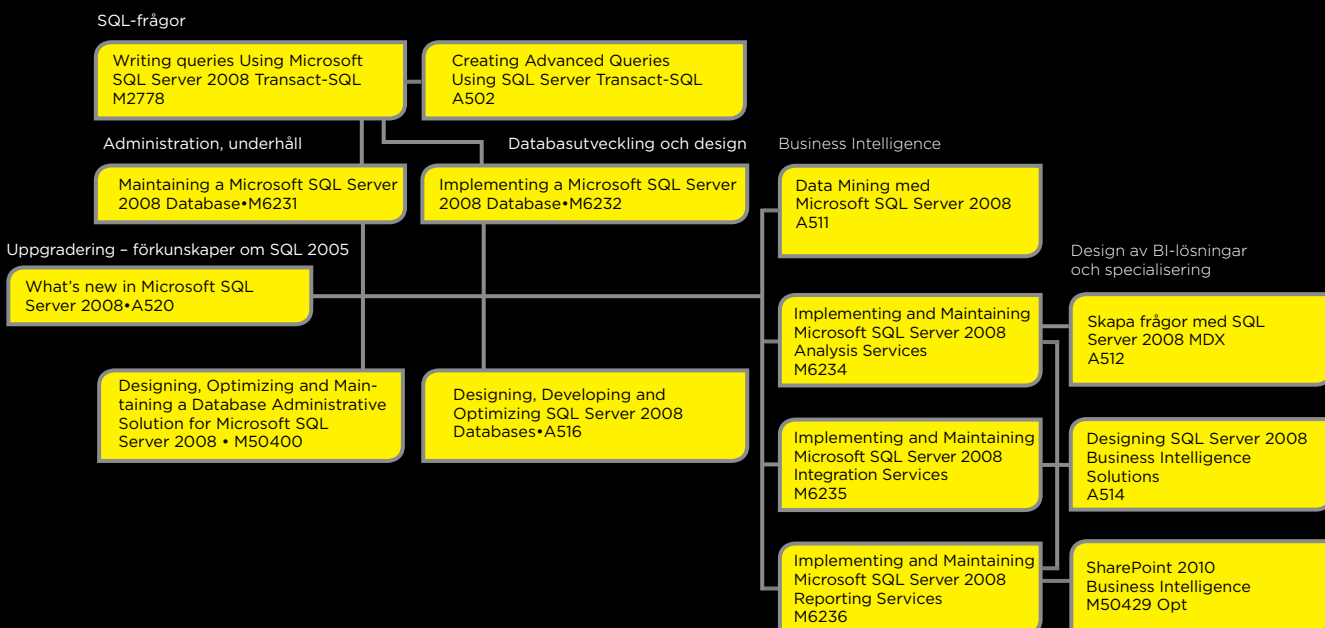 SQL-frågor
Writing queries Using Microsoft
SQL Server 2008 Transact-SQL
M2778
Creating Advanced Queries
Using SQL Server Transact-SQL
A502
Administration, underhåll
Databasutveckling och design
Business Intelligence
Maintaining a Microsoft SQL Server
2008 Database•M6231
Implementing a Microsoft SQL Server
2008 Database•M6232
Data Mining med
Microsoft SQL Server 2008
A511
Uppgradering – förkunskaper om SQL 2005
What's new in Microsoft SQL
Server 2008•A520
Design av BI-lösningar
och specialisering
Implementing and Maintaining
Microsoft SQL Server 2008
Analysis Services
M6234
Skapa frågor med SQL
Server 2008 MDX
A512
Designing, Optimizing and Main-
taining a Database Administrative
Solution for Microsoft SQL
Server 2008 • M50400
Designing, Developing and
Optimizing SQL Server 2008
Databases•A516
Implementing and Maintaining
Microsoft SQL Server 2008
Integration Services
M6235
Designing SQL Server 2008
Business Intelligence
Solutions
A514
Implementing and Maintaining
Microsoft SQL Server 2008
Reporting Services
M6236
SharePoint 2010
Business Intelligence
M50429 Opt